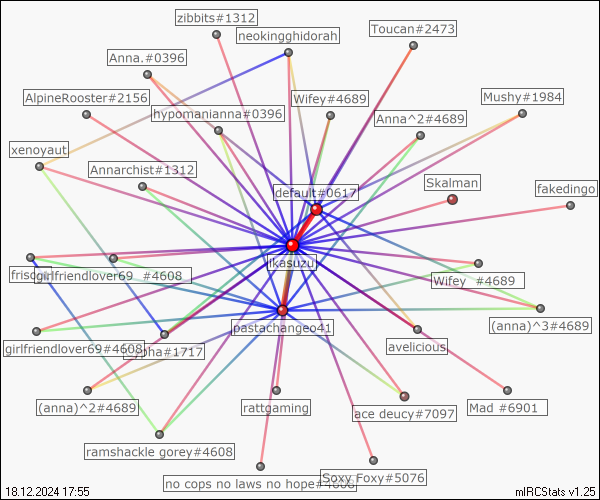 zibbits#1312
neokingghidorah
Toucan#2473
Anna.#0396
AlpineRooster#2156
hypomanianna#0396
Wifey#4689
Anna^2#4689
Mushy#1984
xenoyaut
Annarchist#1312
default#0617
Skalman
fakedingo
ikasuzu
girlfriendlover69_#4608
Wifey^#4689
pastachangeo41
(anna)^3#4689
girlfriendlover69#4608
#1717
avelicious
(anna)^2#4689
rattgaming
ace deucy#7097
Mad #6901
ramshackle gorey#4608
no cops no laws no hope#4608
Soxy Foxy#5076
18.12.2024 17:55
mIRCStats v1.25